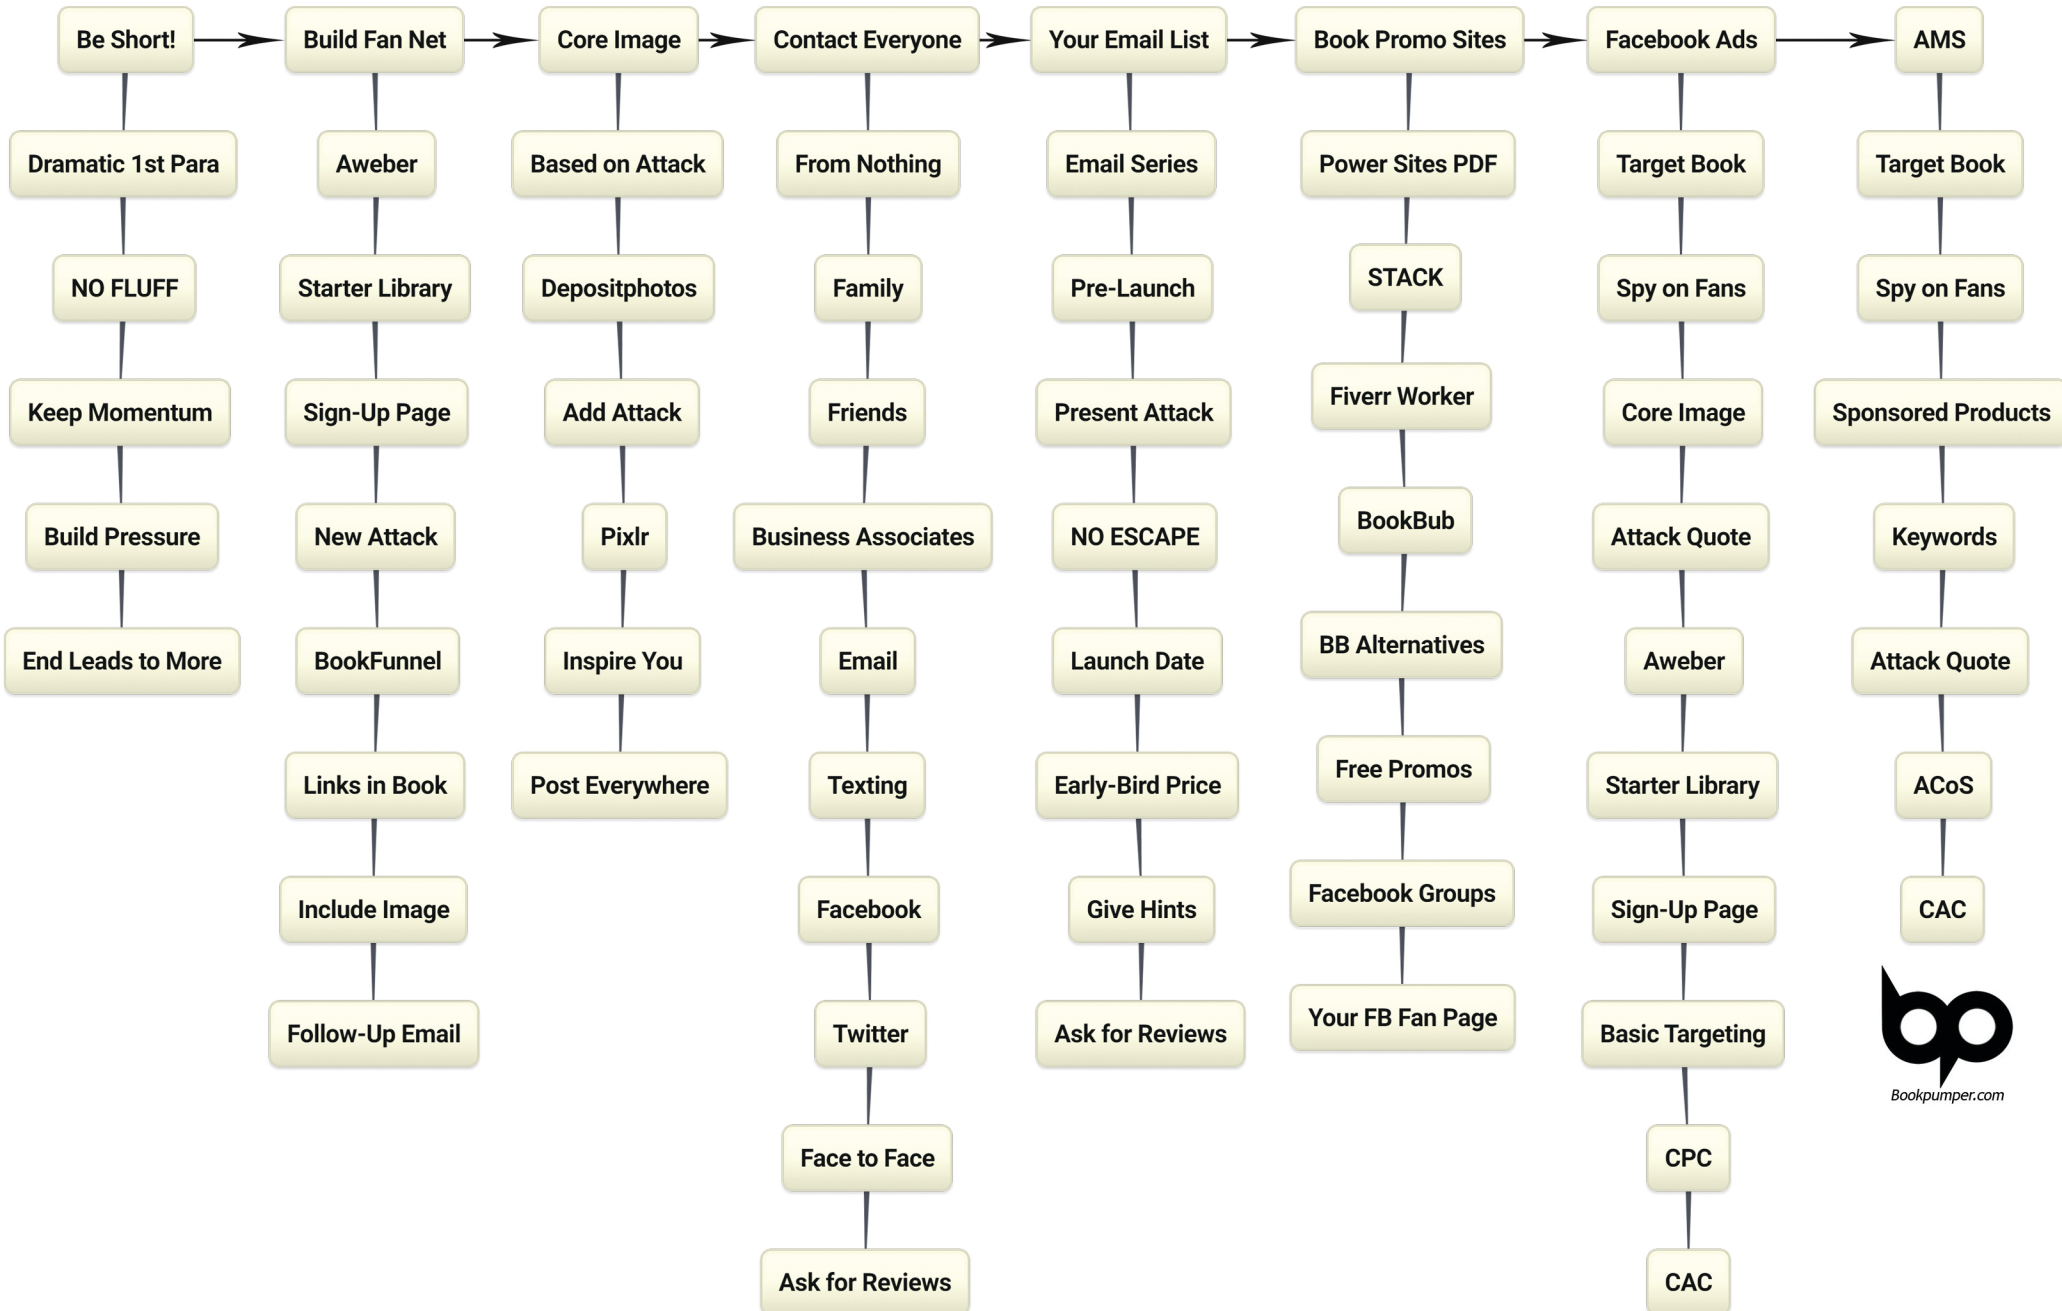 Be Short!
Build Fan Net
Core Image
Contact Everyone
Your Email List
Book Promo Sites
Facebook Ads
AMS
Dramatic 1st Para
NO FLUFF
Keep Momentum
Build Pressure
End Leads to More
Aweber
Starter Library
Sign-Up Page
New Attack
BookFunnel
Links in Book
Include Image
Follow-Up Email
Based on Attack
Depositphotos
Add Attack
Pixlr
Inspire You
Post Everywhere
From Nothing
Family
Friends
Business Associates
Email
Texting
Facebook
Twitter
Face to Face
Ask for Reviews
Email Series
Pre-Launch
Present Attack
NO ESCAPE
Launch Date
Early-Bird Price
Give Hints
Ask for Reviews
Power Sites PDF
STACK
Fiverr Worker
BookBub
BB Alternatives
Free Promos
Facebook Groups
Your FB Fan Page
Target Book
Spy on Fans
Core Image
Attack Quote
Aweber
Starter Library
Sign-Up Page
Basic Targeting
CPC
CAC
Target Book
Spy on Fans
Sponsored Products
Keywords
Attack Quote
ACoS
CAC
bp
Bookpumper.com